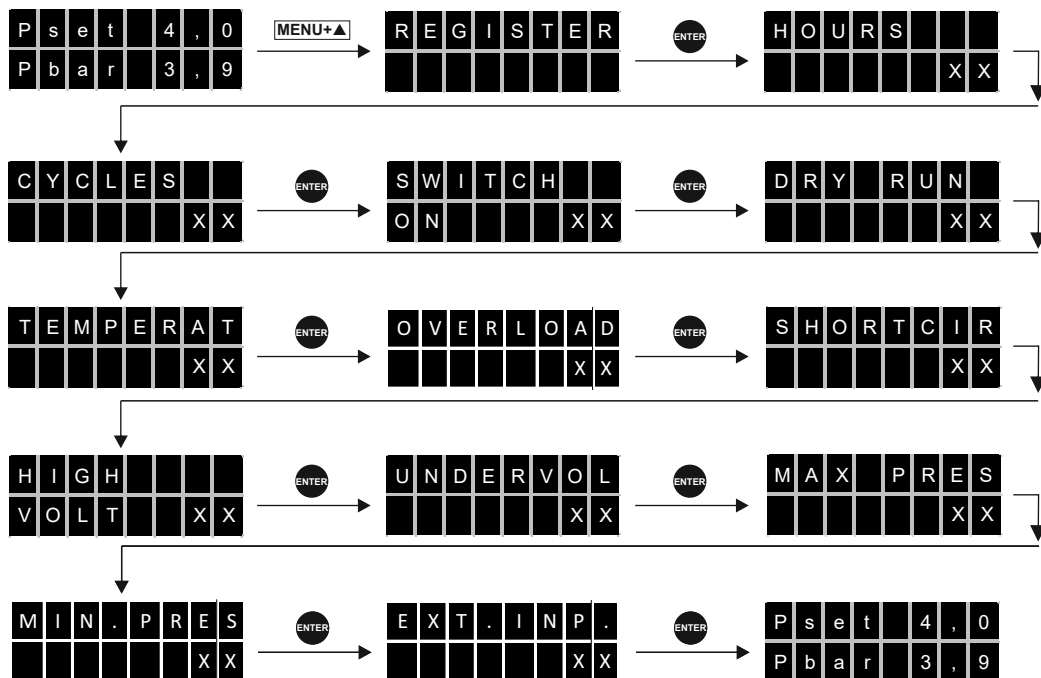 Pset 4,0
Pbar 3,9
MENU+▲
REGISTER
ENTER
HOURS
XX
CYCLES
XX
ENTER
SWITCH
ON XX
ENTER
DRY RUN
XX
TEMPERAT
XX
ENTER
OVERLOAD
XX
ENTER
SHORTCIR
XX
HIGH
VOLT XX
ENTER
UNDERVOL
XX
ENTER
MAX PRES
XX
MIN.PRES
XX
ENTER
EXT.INP.
XX
ENTER
Pset 4,0
Pbar 3,9